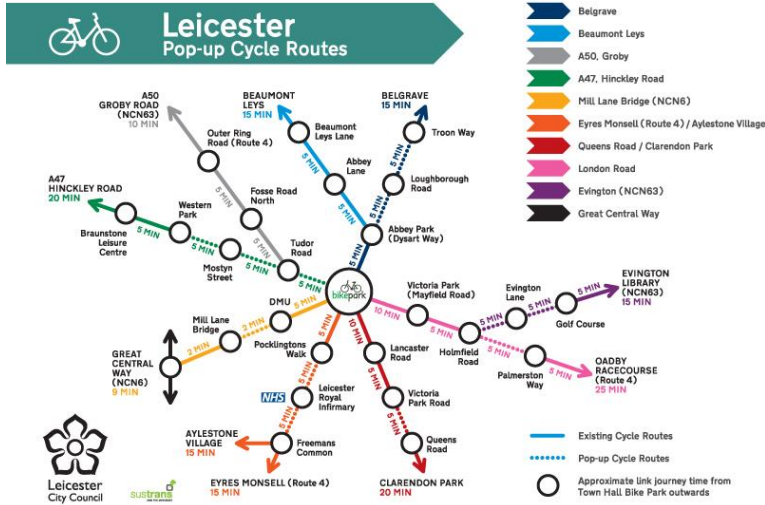 Leicester
Pop-up Cycle Routes
Belgrave
Beaumont Leys
A50, Groby
A47, Hinckley Road
Mill Lane Bridge (NCN6)
Eyres Monsell (Route 4) / Aylestone Village
Queens Road / Clarendon Park
London Road
Evington (NCN63)
Great Central Way
A50
GROBY ROAD
(NCN63)
10 MIN
Outer Ring
Road (Route 4)
5 MIN
Fosse Road
North
5 MIN
Tudor
Road
BEAUMONT
LEYS
15 MIN
Beaumont
Leys Lane
5 MIN
Abbey
Lane
5 MIN
BELGRAVE
15 MIN
Troon Way
5 MIN
Loughborough
Road
5 MIN
Abbey Park
(Dysart Way)
5 MIN
A47
HINCKLEY ROAD
20 MIN
Braunstone
Leisure
Centre
5 MIN
Western
Park
5 MIN
Mostyn
Street
5 MIN
5 MIN
bikepark
Victoria Park
(Mayfield Road)
10 MIN
5 MIN
Holmfield
Road
5 MIN
Evington
Lane
5 MIN
Golf Course
5 MIN
EVINGTON
LIBRARY
(NCN63)
15 MIN
5 MIN
Palmerston
Way
5 MIN
OADBY
RACECOURSE
(Route 4)
25 MIN
DMU
5 MIN
Mill Lane
Bridge
2 MIN
2 MIN
GREAT
CENTRAL
WAY
(NCN6)
9 MIN
Pocklingtons
Walk
5 MIN
5 MIN
NHS
Leicester
Royal
Infirmary
5 MIN
Freemans
Common
AYLESTONE
VILLAGE
15 MIN
EYRES MONSELL (Route 4)
15 MIN
10 MIN
Lancaster
Road
5 MIN
Victoria
Park Road
5 MIN
Queens
Road
CLARENDON PARK
20 MIN
Existing Cycle Routes
Pop-up Cycle Routes
Approximate link journey time from
Town Hall Bike Park outwards
Leicester
City Council
sustrans